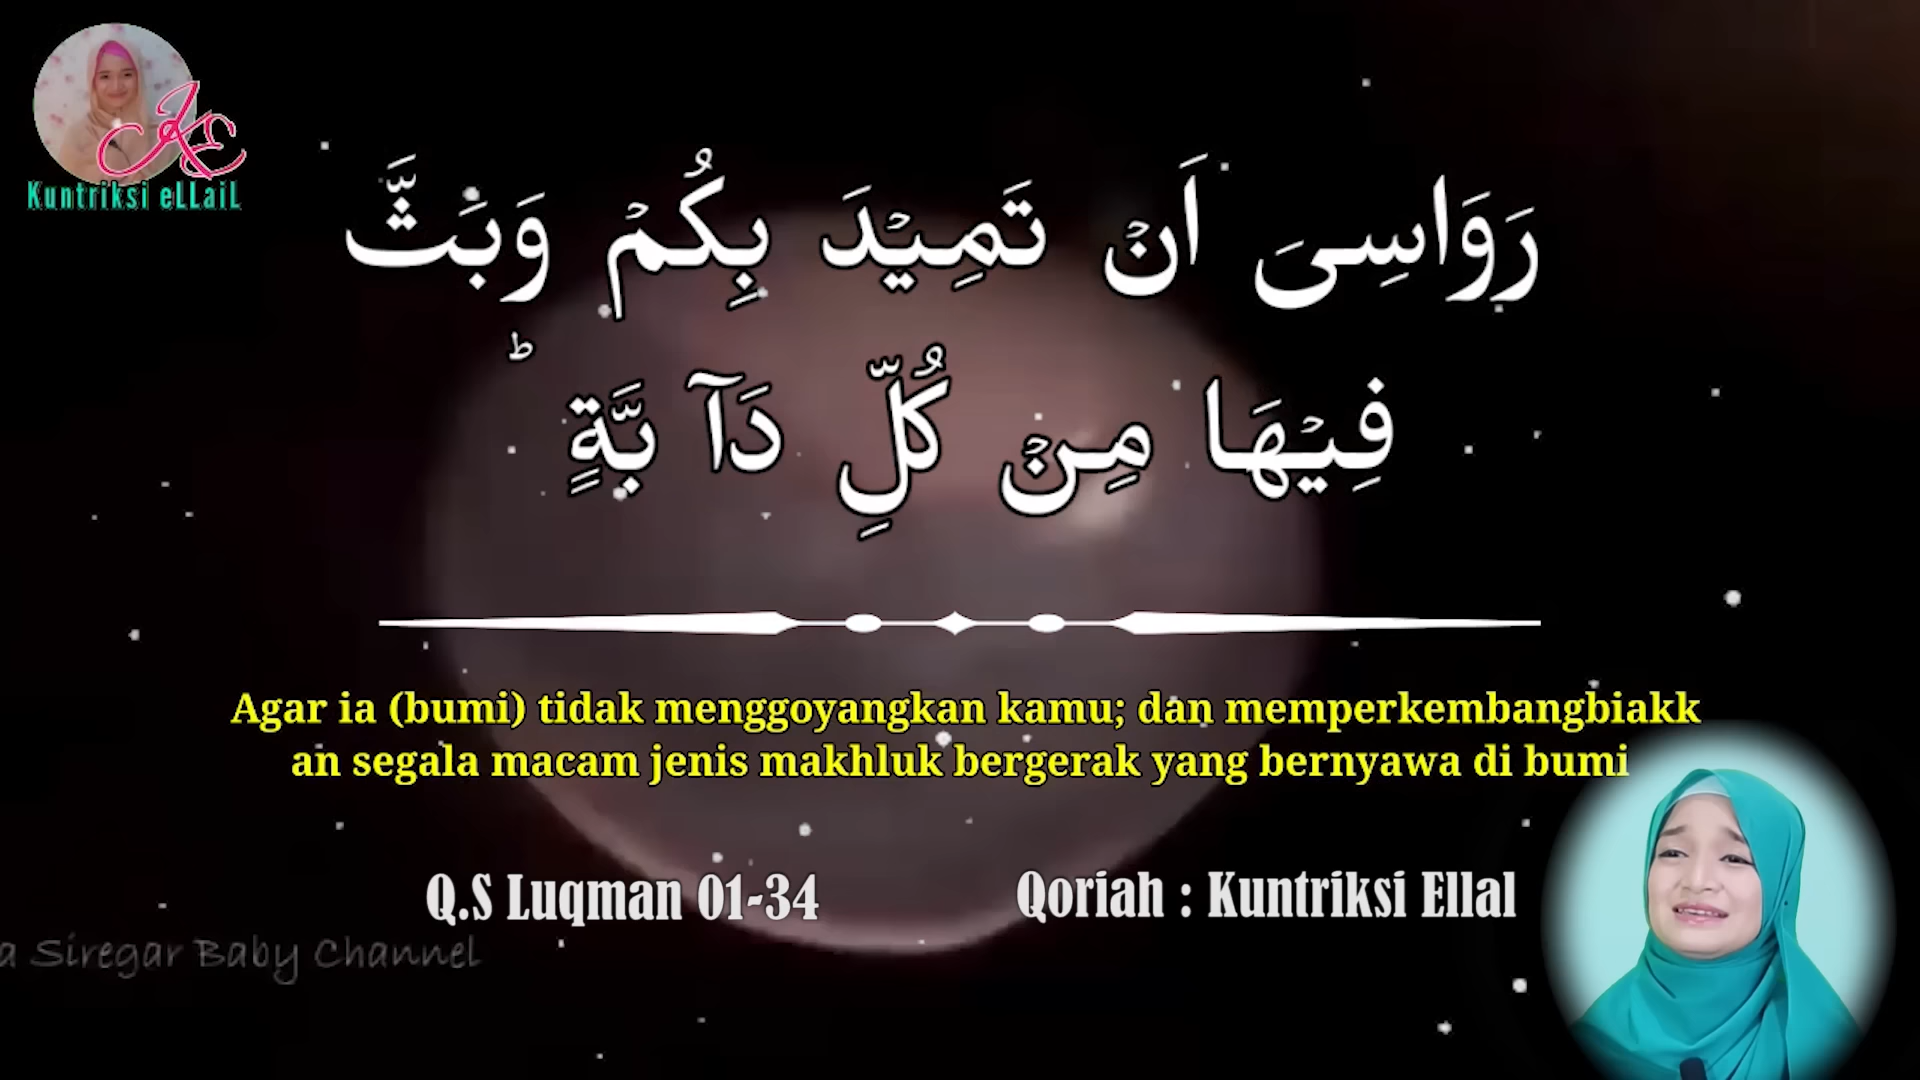 Kuntriksi eLLaiL
رَوَاسِىَ اَنۡ تَمِيۡدَ بِكُمۡ وَبَثَّ
فِيۡهَا مِنۡ كُلِّ دَآ بَّةٍ ؕ
Agar ia (bumi) tidak menggoyangkan kamu; dan memperkembangbiakk
an segala macam jenis makhluk bergerak yang bernyawa di bumi
Q.S Luqman 01-34
Qoriah : Kuntriksi Ellal
a Siregar Baby Channel